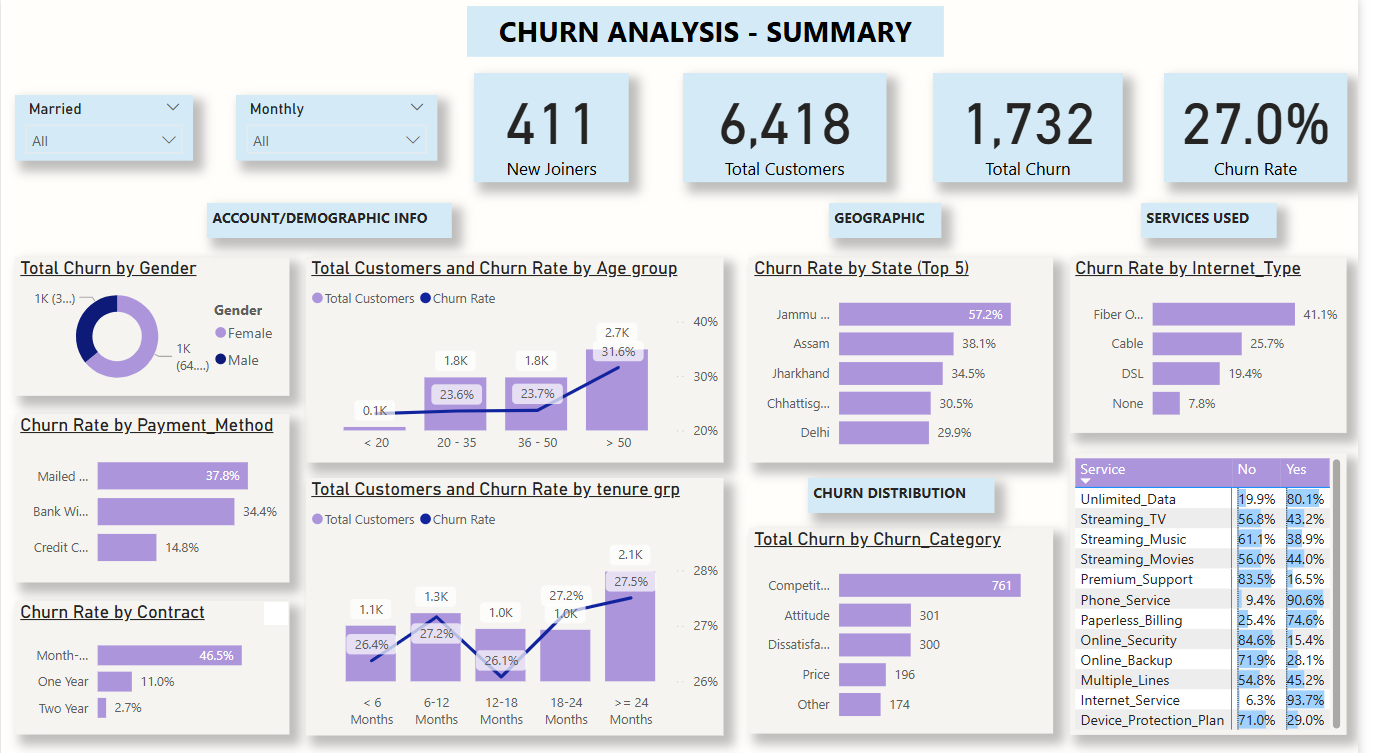 CHURN ANALYSIS - SUMMARY
Married
All
Monthly
All
411
New Joiners
6,418
Total Customers
1,732
Total Churn
27.0%
Churn Rate
ACCOUNT/DEMOGRAPHIC INFO
GEOGRAPHIC
SERVICES USED
Total Churn by Gender
1K (3...)
1K
(64....)
Gender
Female
Male
Churn Rate by Payment_Method
Mailed ... 37.8%
Bank Wi... 34.4%
Credit C... 14.8%
Churn Rate by Contract
Month-... 46.5%
One Year 11.0%
Two Year 2.7%
Total Customers and Churn Rate by Age group
Total Customers Churn Rate
40%
30%
20%
0.1K
1.8K
23.6%
1.8K
23.7%
2.7K
31.6%
< 20 20 - 35 36 - 50 > 50
Total Customers and Churn Rate by tenure grp
Total Customers Churn Rate
28%
27%
26%
1.1K
26.4%
1.3K
27.2%
1.0K
26.1%
27.2%
1.0K
2.1K
27.5%
< 6 6-12 12-18 18-24 >= 24
Months Months Months Months Months
Churn Rate by State (Top 5)
Jammu ... 57.2%
Assam 38.1%
Jharkhand 34.5%
Chhattisg... 30.5%
Delhi 29.9%
CHURN DISTRIBUTION
Total Churn by Churn_Category
Competit... 761
Attitude 301
Dissatisfa... 300
Price 196
Other 174
Churn Rate by Internet_Type
Fiber O... 41.1%
Cable 25.7%
DSL 19.4%
None 7.8%
Service No Yes
Unlimited_Data 19.9% 80.1%
Streaming_TV 56.8% 43.2%
Streaming_Music 61.1% 38.9%
Streaming_Movies 56.0% 44.0%
Premium_Support 83.5% 16.5%
Phone_Service 9.4% 90.6%
Paperless_Billing 25.4% 74.6%
Online_Security 84.6% 15.4%
Online_Backup 71.9% 28.1%
Multiple_Lines 54.8% 45.2%
Internet_Service 6.3% 93.7%
Device_Protection_Plan 71.0% 29.0%